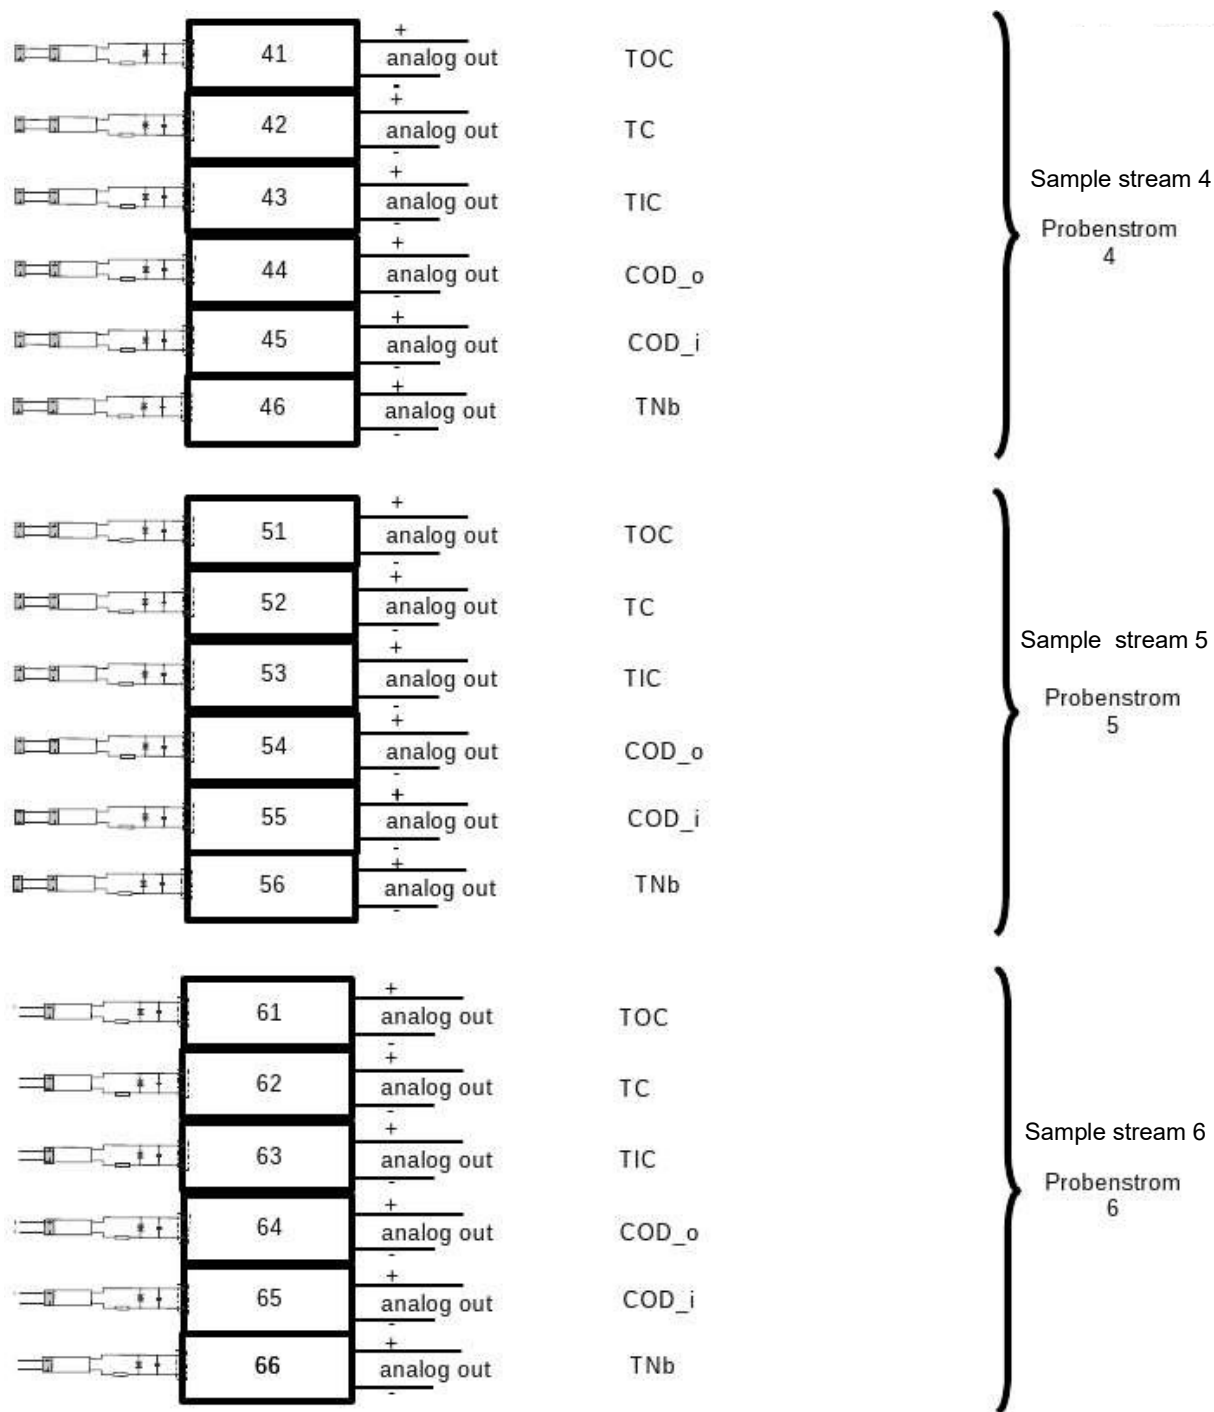 41 + analog out - TOC
42 + analog out - TC
43 + analog out - TIC
44 + analog out - COD_o
45 + analog out - COD_i
46 + analog out - TNb
Sample stream 4
Probenstrom
4
51 + analog out - TOC
52 + analog out - TC
53 + analog out - TIC
54 + analog out - COD_o
55 + analog out - COD_i
56 + analog out - TNb
Sample stream 5
Probenstrom
5
61 + analog out - TOC
62 + analog out - TC
63 + analog out - TIC
64 + analog out - COD_o
65 + analog out - COD_i
66 + analog out - TNb
Sample stream 6
Probenstrom
6